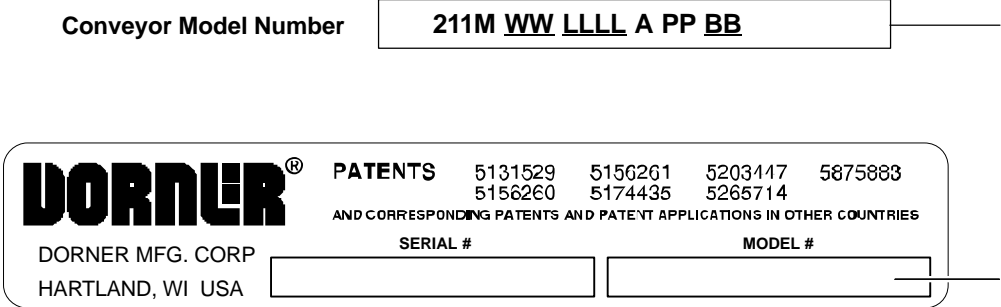 Conveyor Model Number 211M WW LLLL A PP BB
DORNER® PATENTS 5131529 5156261 5203447 5875883
5156260 5174435 5265714
AND CORRESPONDING PATENTS AND PATENT APPLICATIONS IN OTHER COUNTRIES
DORNER MFG. CORP
HARTLAND, WI USA
SERIAL # MODEL #